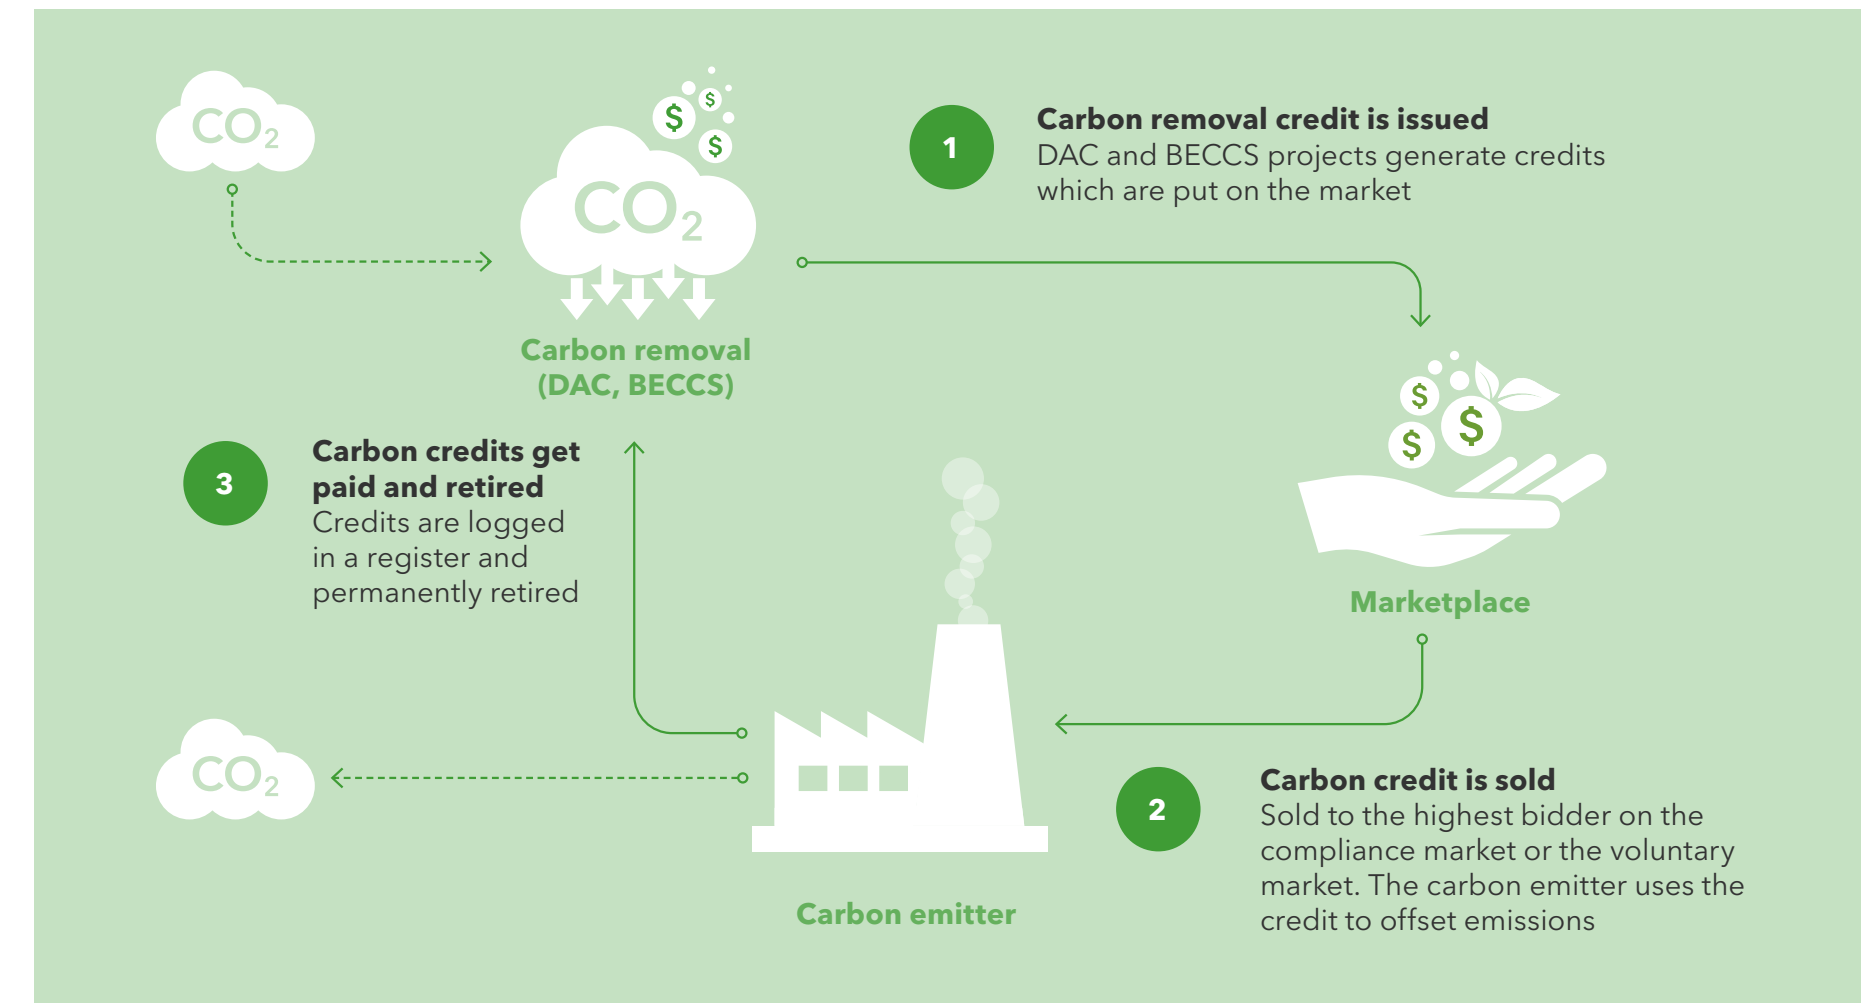 CO2
$
$
$
CO2
Carbon removal
(DAC, BECCS)
1
Carbon removal credit is issued
DAC and BECCS projects generate credits
which are put on the market
$
$
$
Marketplace
3
Carbon credits get
paid and retired
Credits are logged
in a register and
permanently retired
CO2
Carbon emitter
2
Carbon credit is sold
Sold to the highest bidder on the
compliance market or the voluntary
market. The carbon emitter uses the
credit to offset emissions